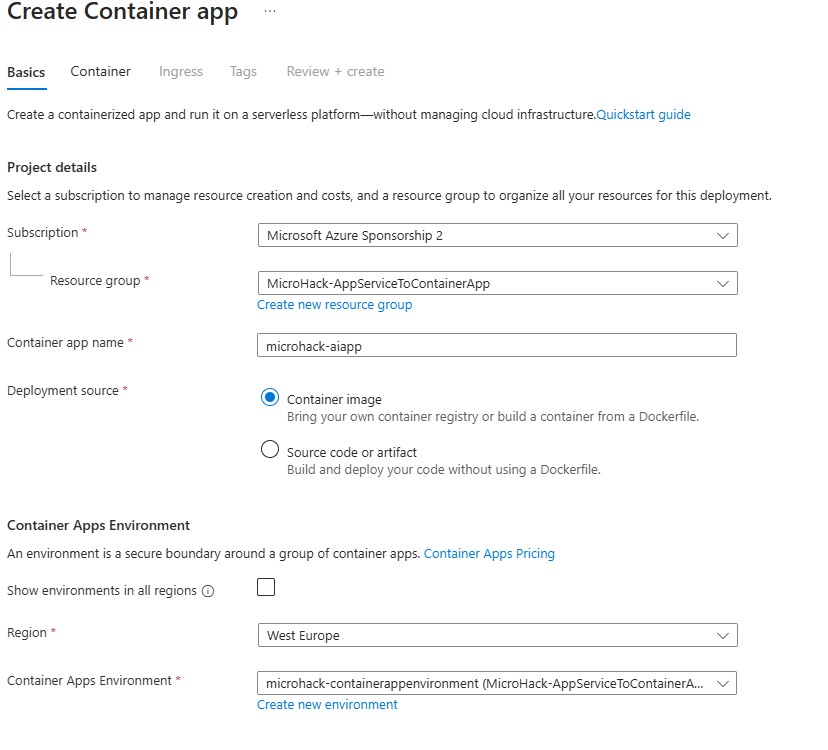 Create Container app ...
Basics Container Ingress Tags Review + create
Create a containerized app and run it on a serverless platform—without managing cloud infrastructure.Quickstart guide
Project details
Select a subscription to manage resource creation and costs, and a resource group to organize all your resources for this deployment.
Subscription * Microsoft Azure Sponsorship 2
Resource group * MicroHack-AppServiceToContainerApp
Create new resource group
Container app name * microhack-aiapp
Deployment source * Container image
Bring your own container registry or build a container from a Dockerfile.
Source code or artifact
Build and deploy your code without using a Dockerfile.
Container Apps Environment
An environment is a secure boundary around a group of container apps. Container Apps Pricing
Show environments in all regions
Region * West Europe
Container Apps Environment * microhack-containerappenvironment (MicroHack-AppServiceToContainerA...
Create new environment